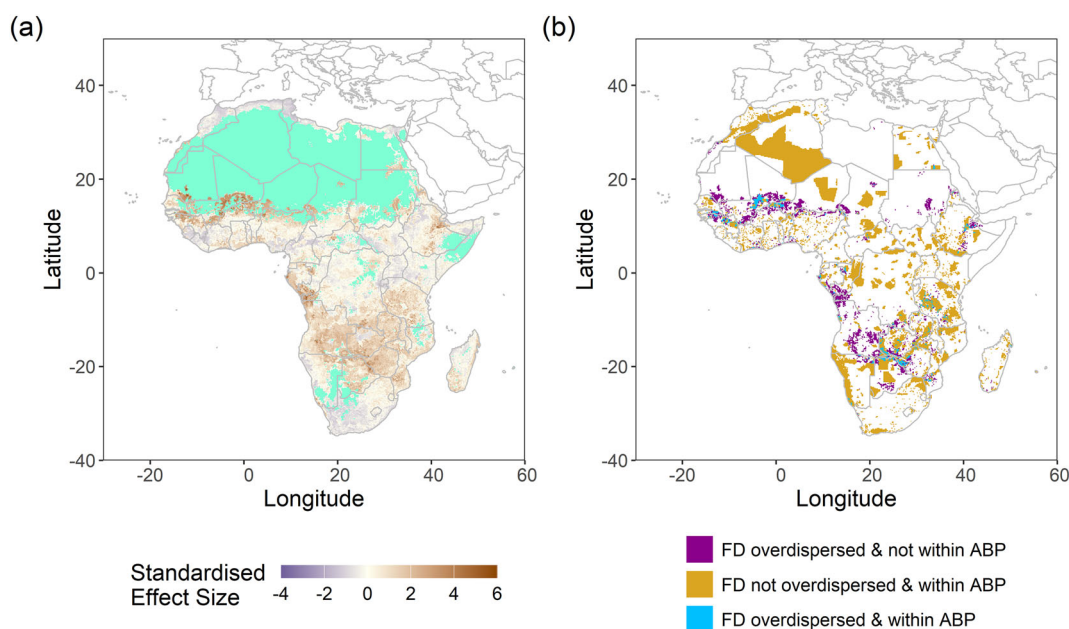 (a)
(b)
40
20
0
-20
-40
Latitude
-20
0
20
40
60
Longitude
40
20
0
-20
-40
Latitude
-20
0
20
40
60
Longitude
Standardised
Effect Size
-4
-2
0
2
4
6
FD overdispersed & not within ABP
FD not overdispersed & within ABP
FD overdispersed & within ABP